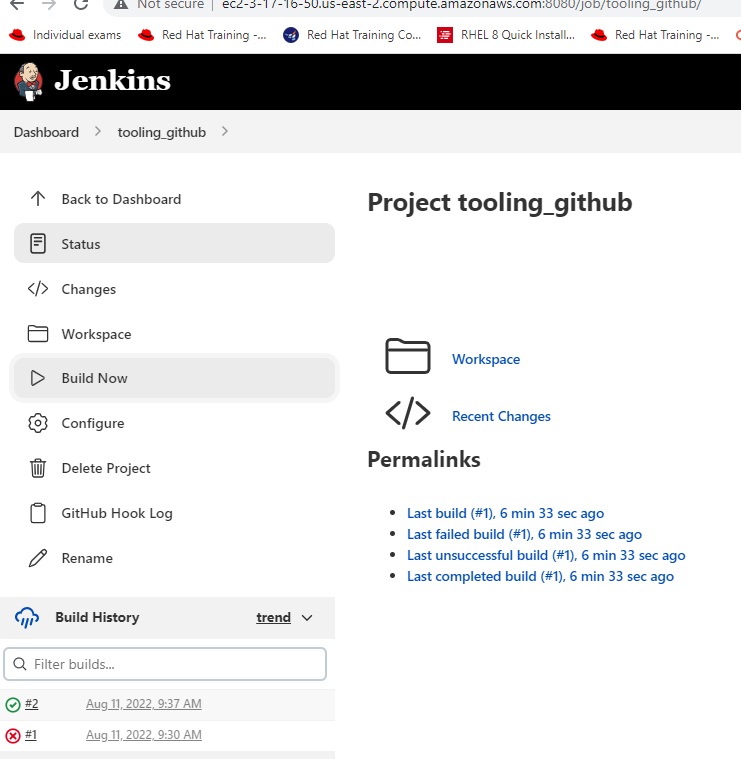 Not secure | ec2-3-17-16-50.us-east-2.compute.amazonaws.com:8080/job/tooling_github/
Individual exams Red Hat Training -... Red Hat Training Co... RHEL 8 Quick Install... Red Hat Training -...
Jenkins
Dashboard > tooling_github >
Back to Dashboard
Status
Changes
Workspace
Build Now
Configure
Delete Project
GitHub Hook Log
Rename
Build History trend
Filter builds...
#2 Aug 11, 2022, 9:37 AM
#1 Aug 11, 2022, 9:30 AM
Project tooling_github
Workspace
Recent Changes
Permalinks
Last build (#1), 6 min 33 sec ago
Last failed build (#1), 6 min 33 sec ago
Last unsuccessful build (#1), 6 min 33 sec ago
Last completed build (#1), 6 min 33 sec ago